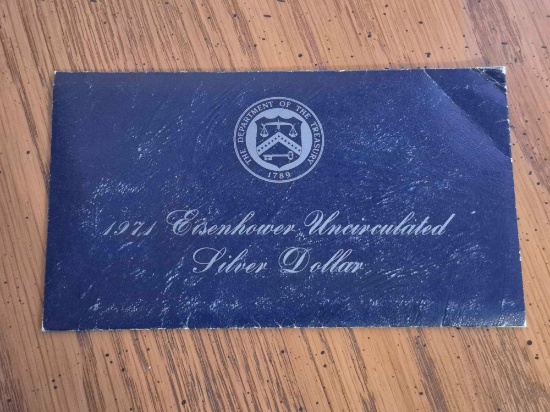 THE DEPARTMENT OF THE TREASURY
1789
1971 Eisenhower Uncirculated
Silver Dollar